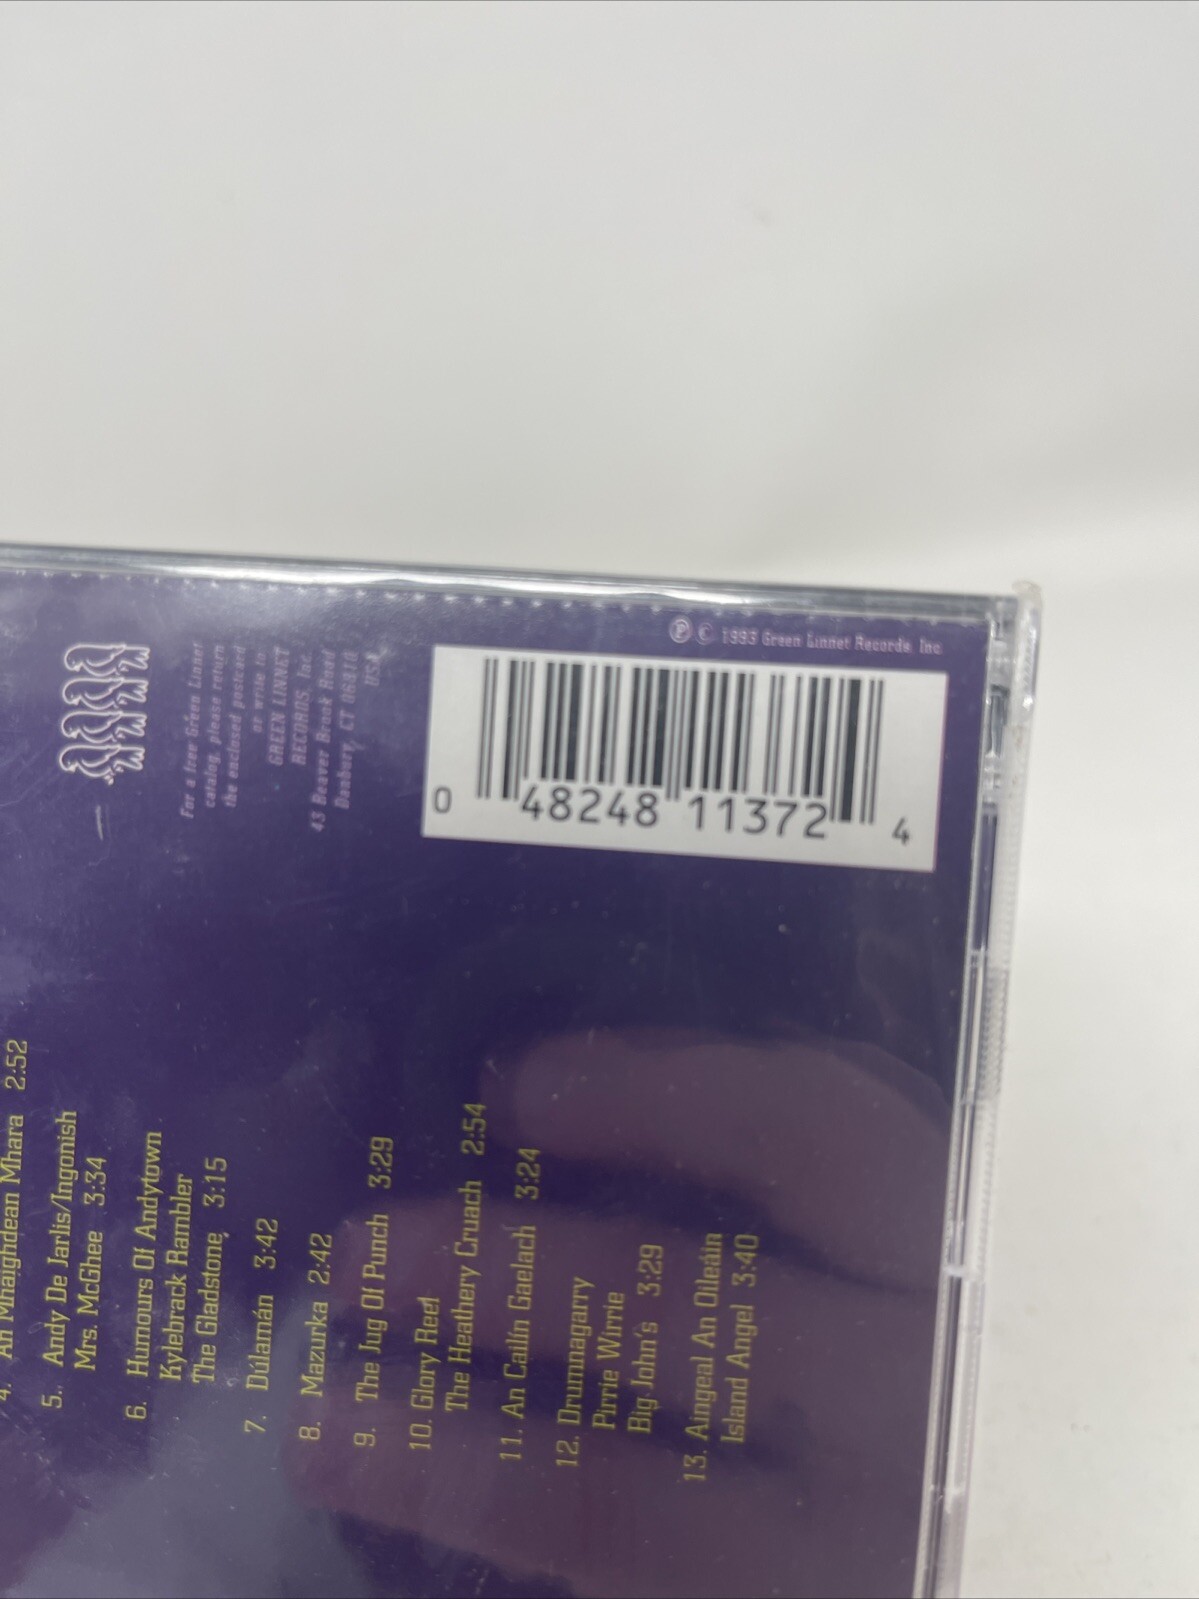 4. An Mhaighdean Mhara 2:52
5. Andy De Jarlis/Ingonish
Mrs. McGhee 3:34
6. Humours Of Andytown
Kylebrack Rambler
The Gladstone 3:15
7. Dúlamán 3:42
8. Mazurka 2:42
9. The Jug Of Punch 3:29
10. Glory Reel
The Heathery Cruach 2:54
11. An Cailín Gaelach 3:24
12. Drumnagarry
Pirrie Wirrie
Big John's 3:29
13. Aingeal An Oileáin
Island Angel 3:40
For a free Green Linnet
catalog, please return
the enclosed postcard
or write to:
GREEN LINNET
RECORDS, Inc.
43 Beaver Brook Road
Danbury, CT 06810
USA
℗ © 1993 Green Linnet Records, Inc.
0 48248 11372 4